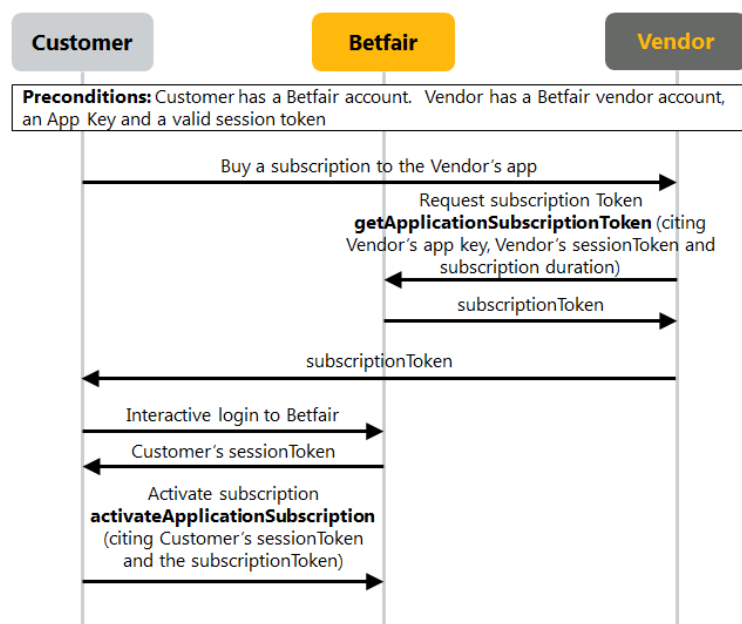 Customer
Betfair
Vendor
Preconditions: Customer has a Betfair account. Vendor has a Betfair vendor account,
an App Key and a valid session token
Buy a subscription to the Vendor's app
Request subscription Token
getApplicationSubscriptionToken (citing
Vendor's app key, Vendor's sessionToken and
subscription duration)
subscriptionToken
subscriptionToken
Interactive login to Betfair
Customer's sessionToken
Activate subscription
activateApplicationSubscription
(citing Customer's sessionToken
and the subscriptionToken)